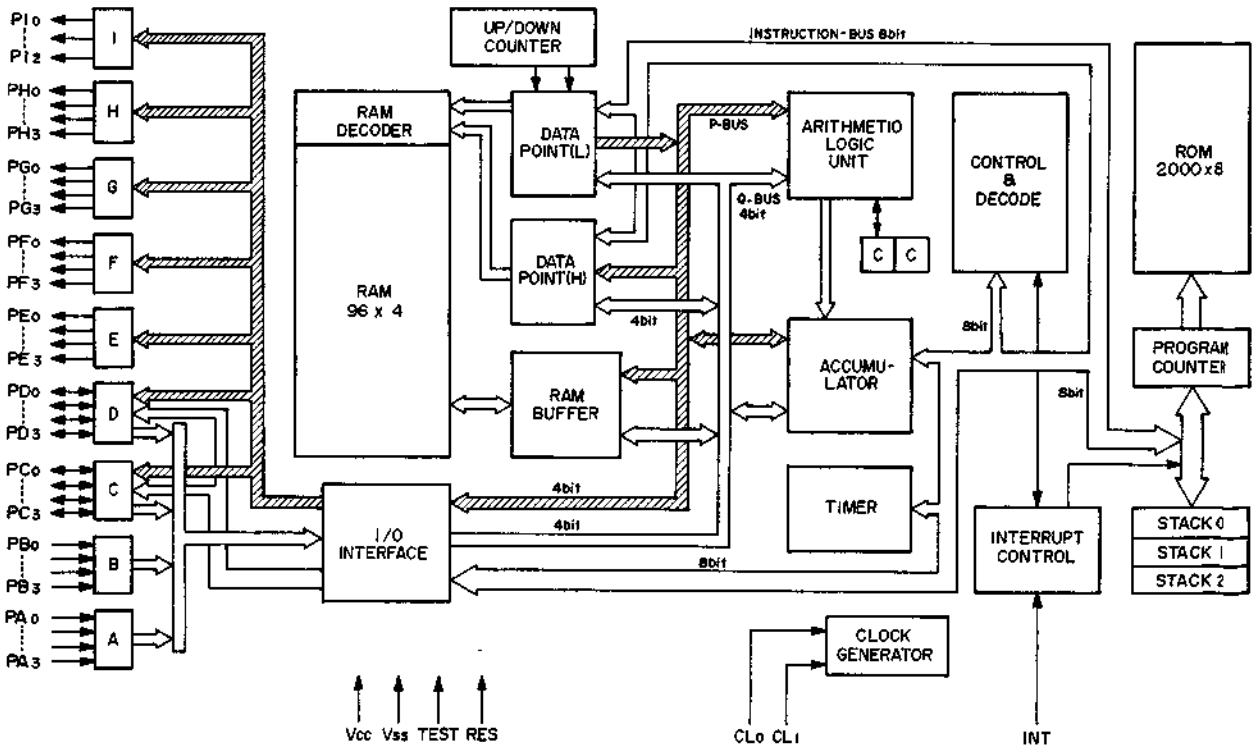 PI0
PI2
I
PH0
PH3
H
PG0
PG3
G
PF0
PF3
F
PE0
PE3
E
PD0
PD3
D
PC0
PC3
C
PB0
PB3
B
PA0
PA3
A
UP/DOWN
COUNTER
RAM
DECODER
RAM
96 x 4
DATA
POINT(L)
DATA
POINT(H)
4bit
RAM
BUFFER
I/O
INTERFACE
4bit
4bit
8bit
INSTRUCTION-BUS 8bit
P-BUS
Q-BUS
4bit
ARITHMETIO
LOGIC
UNIT
C C
ACCUMU-
LATOR
TIMER
CONTROL
&
DECODE
8bit
8bit
INTERRUPT
CONTROL
ROM
2000x8
PROGRAM
COUNTER
STACK 0
STACK 1
STACK 2
CLOCK
GENERATOR
Vcc Vss TEST RES
CL0 CL1
INT